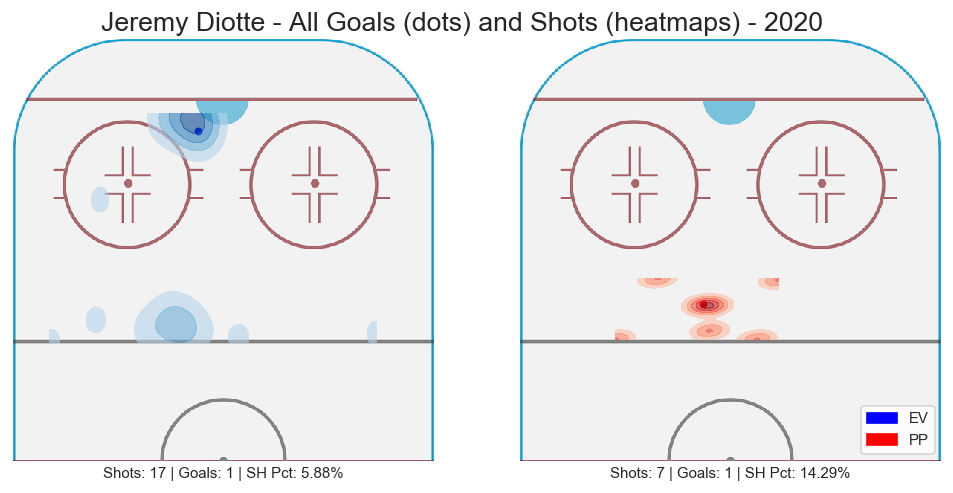 Jeremy Diotte - All Goals (dots) and Shots (heatmaps) - 2020
EV
PP
Shots: 17 | Goals: 1 | SH Pct: 5.88%
Shots: 7 | Goals: 1 | SH Pct: 14.29%